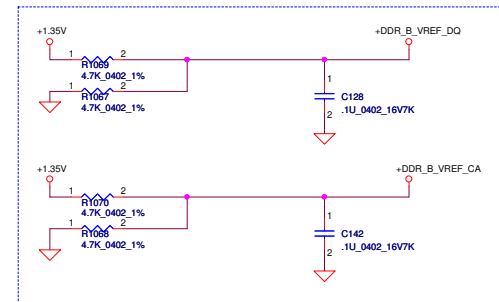 +1.35V +DDR_B_VREF_DQ
1 2
R1069
4.7K_0402_1%
1 2
R1067
4.7K_0402_1%
1
C128
.1U_0402_16V7K
2
+1.35V +DDR_B_VREF_CA
1 2
R1070
4.7K_0402_1%
1 2
R1068
4.7K_0402_1%
1
C142
.1U_0402_16V7K
2